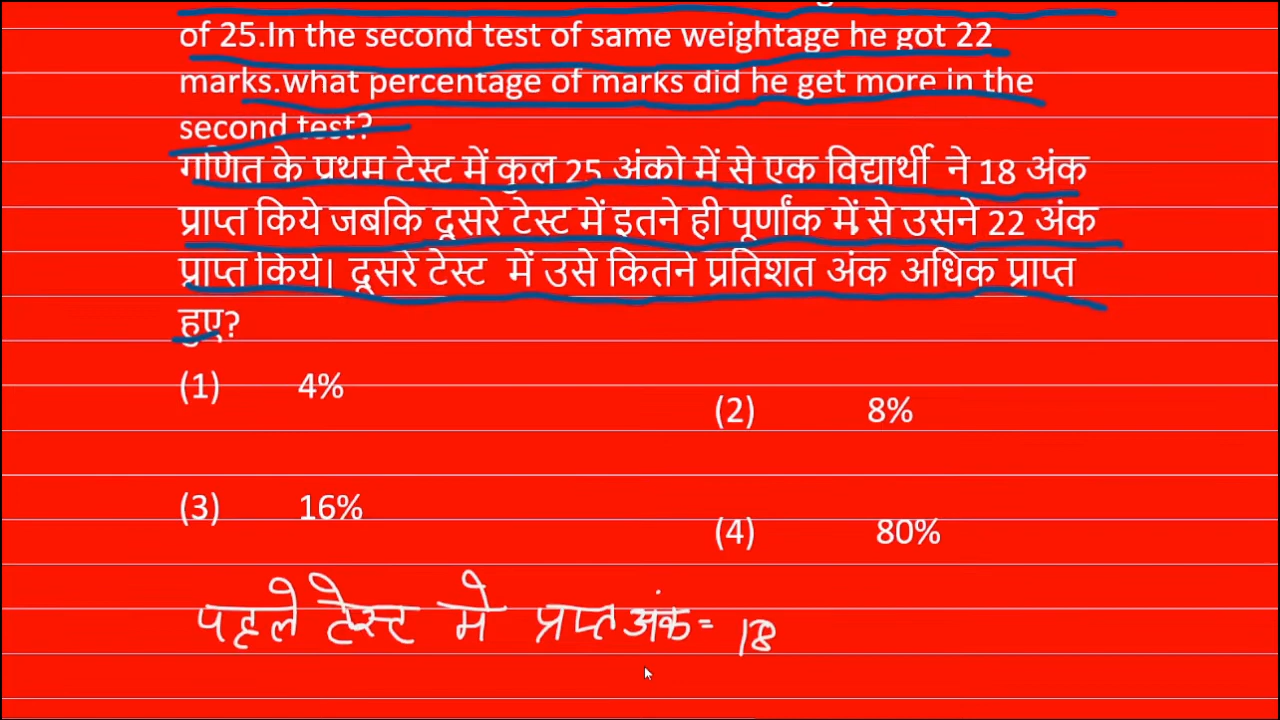 of 25.In the second test of same weightage he got 22
marks.what percentage of marks did he get more in the
second test?
गणित के प्रथम टेस्ट में कुल 25 अंको में से एक विद्यार्थी ने 18 अंक
प्राप्त किये जबकि दूसरे टेस्ट में इतने ही पूर्णांक में से उसने 22 अंक
प्राप्त किये। दूसरे टेस्ट में उसे कितने प्रतिशत अंक अधिक प्राप्त
हुए?
(1) 4%
(2) 8%
(3) 16%
(4) 80%
पहले टेस्ट मे प्रप्त अंक = 18